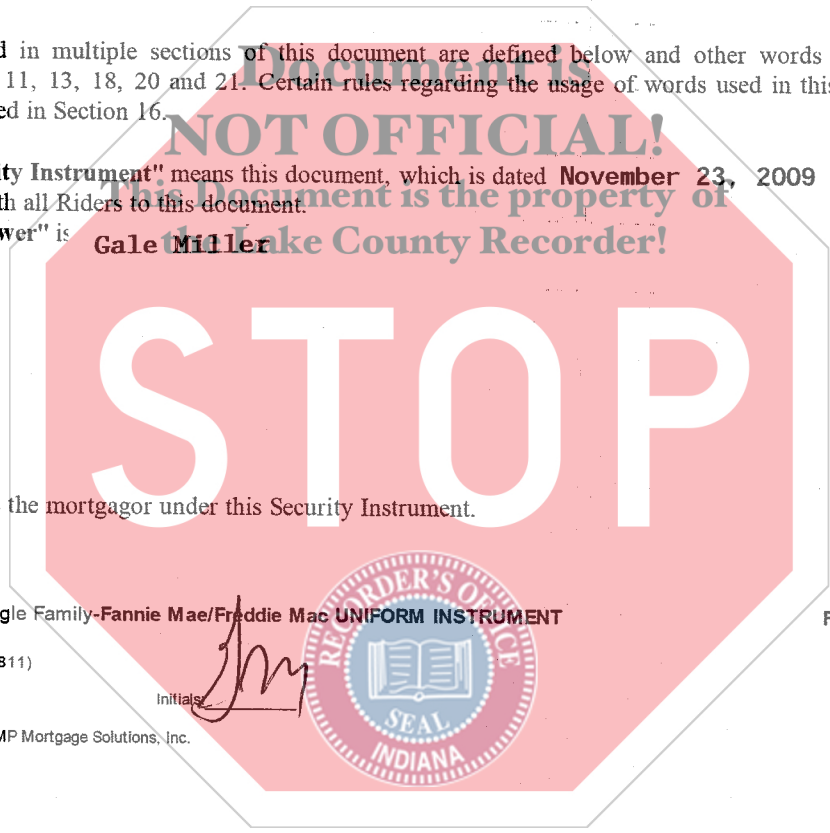 d in multiple sections of this document are defined below and other words
Document is
11, 13, 18, 20 and 21. Certain rules regarding the usage of words used in this
ed in Section 16.
NOT OFFICIAL!
ty Instrument" means this document, which is dated November 23, 2009
This Document is the property of
th all Riders to this document.
wer" is Gale Miller
the Lake County Recorder!
STOP
the mortgagor under this Security Instrument.
gle Family-Fannie Mae/Freddie Mac UNIFORM INSTRUMENT
RECORDER'S OFFICE
811)
Initials:
SEAL
MP Mortgage Solutions, Inc.
INDIANA